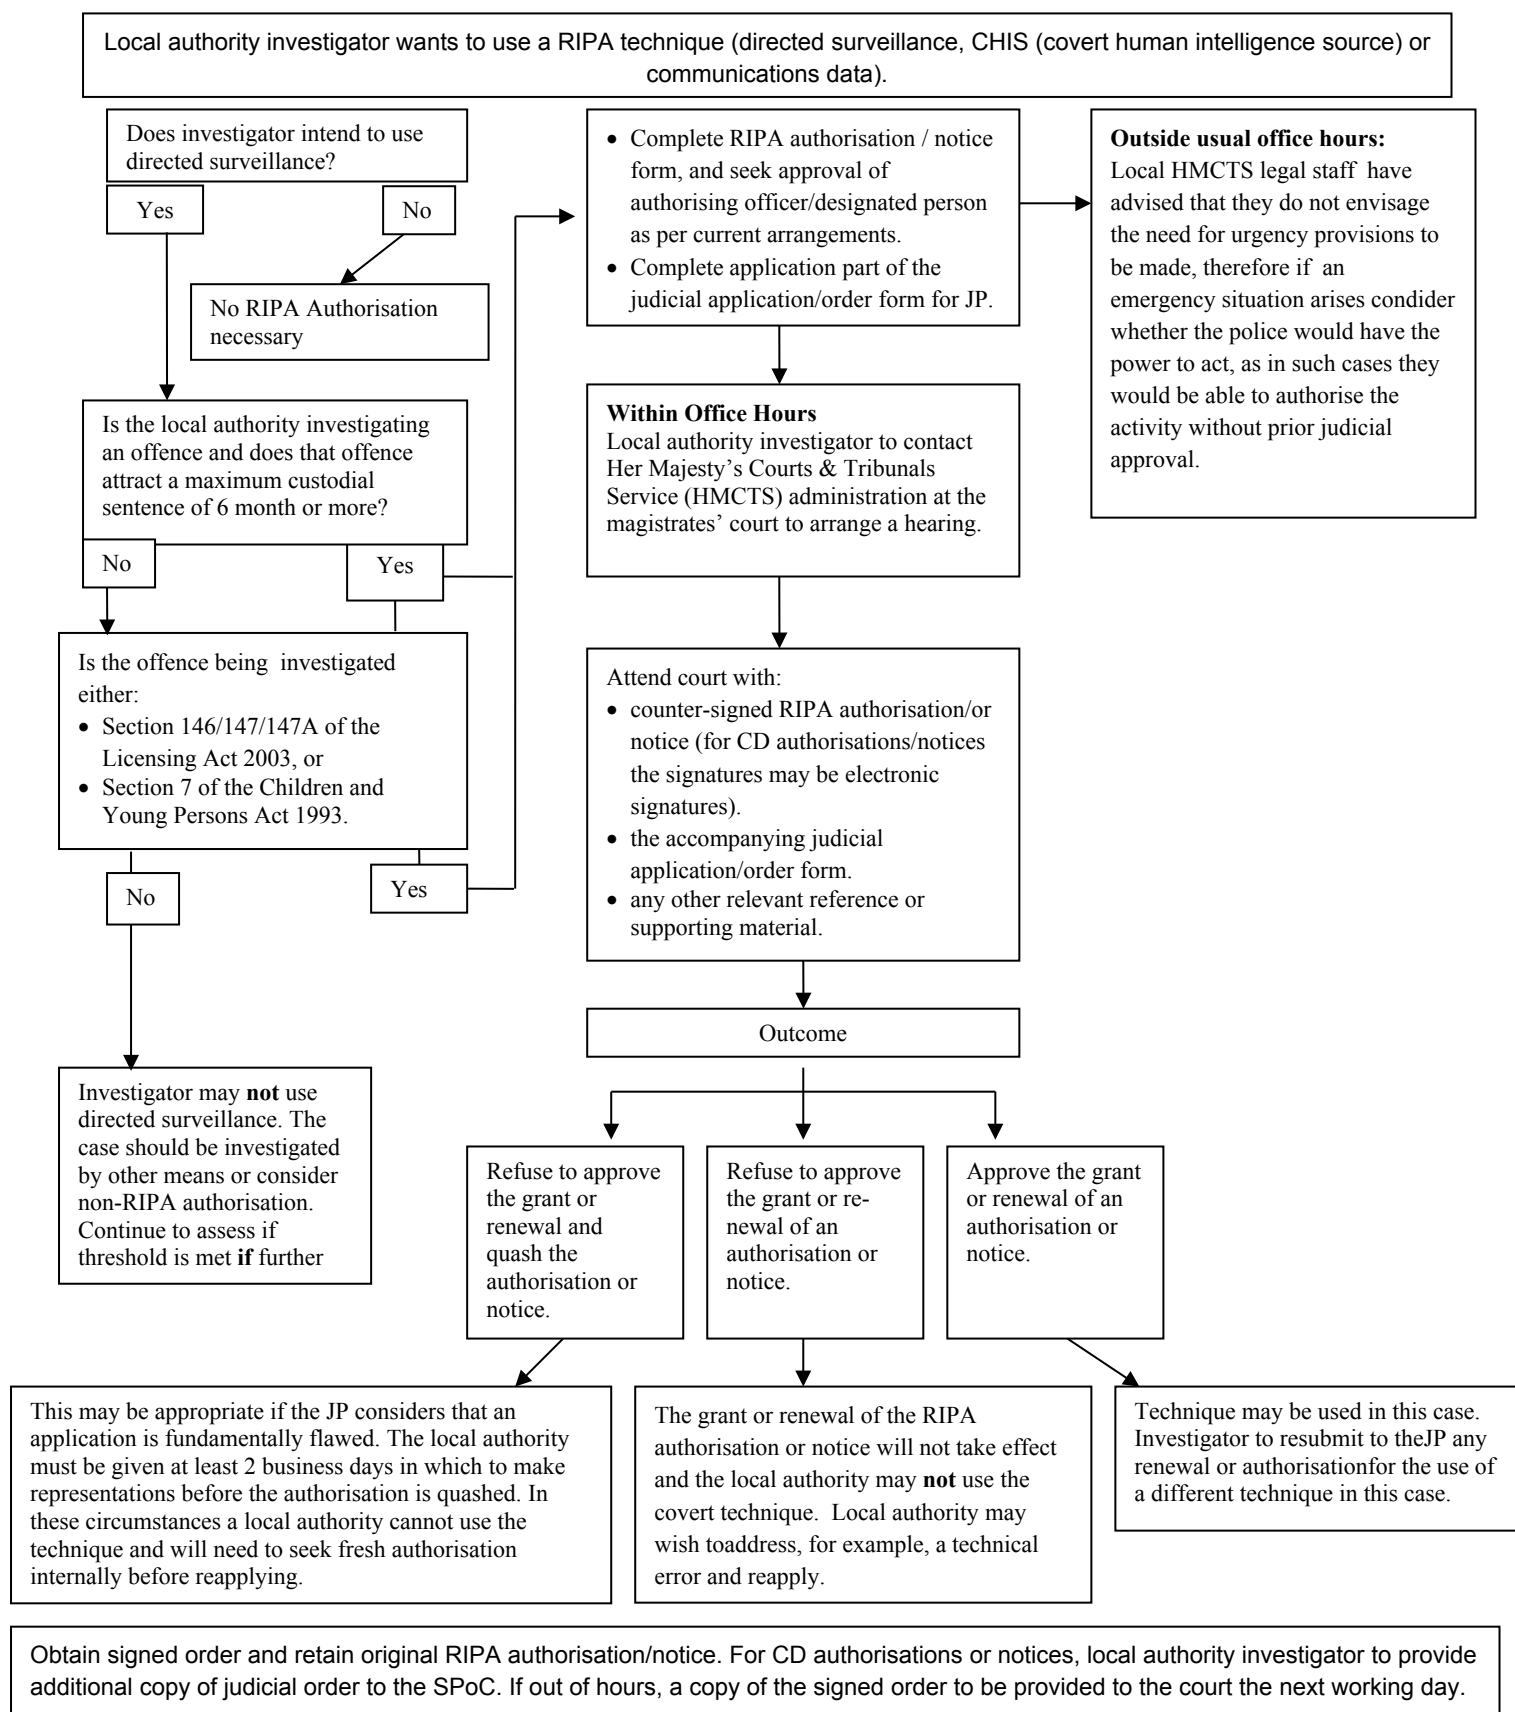 Local authority investigator wants to use a RIPA technique (directed surveillance, CHIS (covert human intelligence source) or
communications data).
Does investigator intend to use
directed surveillance?
Yes
No
No RIPA Authorisation
necessary
Is the local authority investigating
an offence and does that offence
attract a maximum custodial
sentence of 6 month or more?
No
Yes
Is the offence being investigated
either:
• Section 146/147/147A of the
Licensing Act 2003, or
• Section 7 of the Children and
Young Persons Act 1993.
No
Yes
Investigator may not use
directed surveillance. The
case should be investigated
by other means or consider
non-RIPA authorisation.
Continue to assess if
threshold is met if further
• Complete RIPA authorisation / notice
form, and seek approval of
authorising officer/designated person
as per current arrangements.
• Complete application part of the
judicial application/order form for JP.
Outside usual office hours:
Local HMCTS legal staff have
advised that they do not envisage
the need for urgency provisions to
be made, therefore if an
emergency situation arises condider
whether the police would have the
power to act, as in such cases they
would be able to authorise the
activity without prior judicial
approval.
Within Office Hours
Local authority investigator to contact
Her Majesty’s Courts & Tribunals
Service (HMCTS) administration at the
magistrates’ court to arrange a hearing.
Attend court with:
• counter-signed RIPA authorisation/or
notice (for CD authorisations/notices
the signatures may be electronic
signatures).
• the accompanying judicial
application/order form.
• any other relevant reference or
supporting material.
Outcome
Refuse to approve
the grant or
renewal and
quash the
authorisation or
notice.
Refuse to approve
the grant or re-
newal of an
authorisation or
notice.
Approve the grant
or renewal of an
authorisation or
notice.
This may be appropriate if the JP considers that an
application is fundamentally flawed. The local authority
must be given at least 2 business days in which to make
representations before the authorisation is quashed. In
these circumstances a local authority cannot use the
technique and will need to seek fresh authorisation
internally before reapplying.
The grant or renewal of the RIPA
authorisation or notice will not take effect
and the local authority may not use the
covert technique. Local authority may
wish toaddress, for example, a technical
error and reapply.
Technique may be used in this case.
Investigator to resubmit to theJP any
renewal or authorisationfor the use of
a different technique in this case.
Obtain signed order and retain original RIPA authorisation/notice. For CD authorisations or notices, local authority investigator to provide
additional copy of judicial order to the SPoC. If out of hours, a copy of the signed order to be provided to the court the next working day.